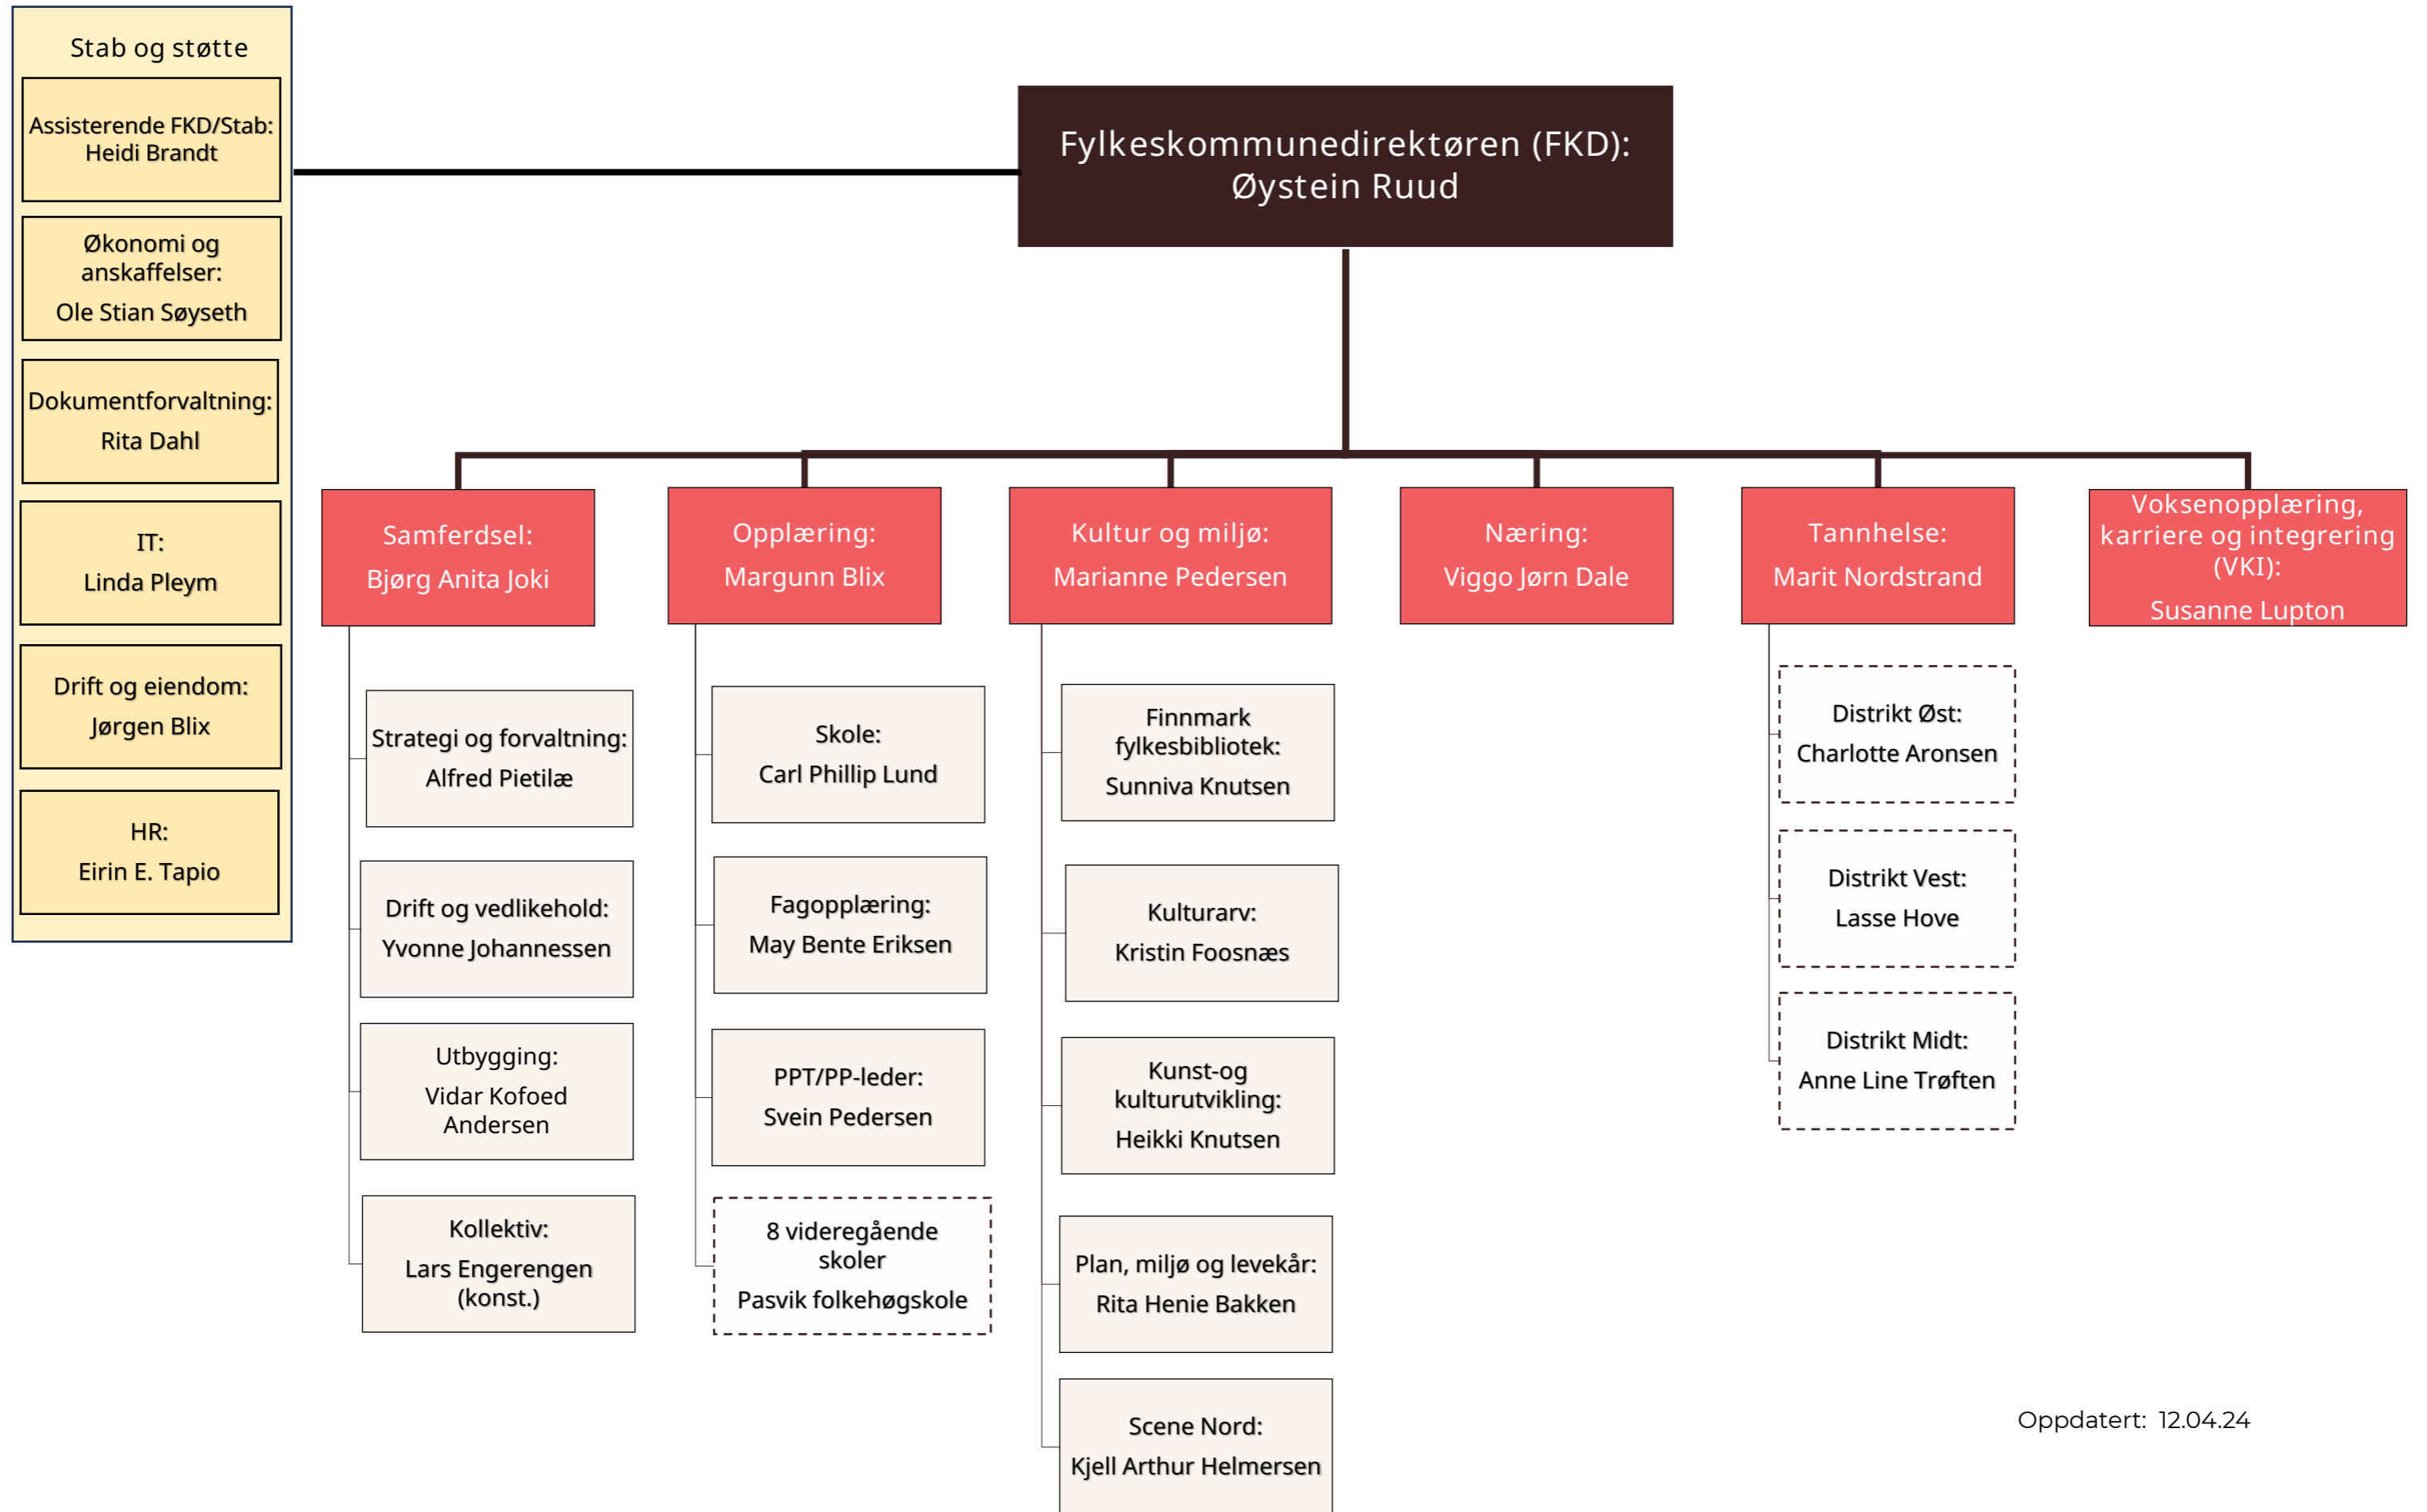 Stab og støtte
Assisterende FKD/Stab:
Heidi Brandt
Økonomi og
anskaffelser:
Ole Stian Søyseth
Dokumentforvaltning:
Rita Dahl
IT:
Linda Pleym
Drift og eiendom:
Jørgen Blix
HR:
Eirin E. Tapio
Fylkeskommunedirektøren (FKD):
Øystein Ruud
Samferdsel:
Bjørg Anita Joki
Strategi og forvaltning:
Alfred Pietilæ
Drift og vedlikehold:
Yvonne Johannessen
Utbygging:
Vidar Kofoed
Andersen
Kollektiv:
Lars Engerengen
(konst.)
Opplæring:
Margunn Blix
Skole:
Carl Phillip Lund
Fagopplæring:
May Bente Eriksen
PPT/PP-leder:
Svein Pedersen
8 videregående
skoler
Pasvik folkehøgskole
Kultur og miljø:
Marianne Pedersen
Finnmark
fylkesbibliotek:
Sunniva Knutsen
Kulturarv:
Kristin Foosnæs
Kunst-og
kulturutvikling:
Heikki Knutsen
Plan, miljø og levekår:
Rita Henie Bakken
Scene Nord:
Kjell Arthur Helmersen
Næring:
Viggo Jørn Dale
Tannhelse:
Marit Nordstrand
Distrikt Øst:
Charlotte Aronsen
Distrikt Vest:
Lasse Hove
Distrikt Midt:
Anne Line Trøften
Voksenopplæring,
karriere og integrering
(VKI):
Susanne Lupton
Oppdatert: 12.04.24